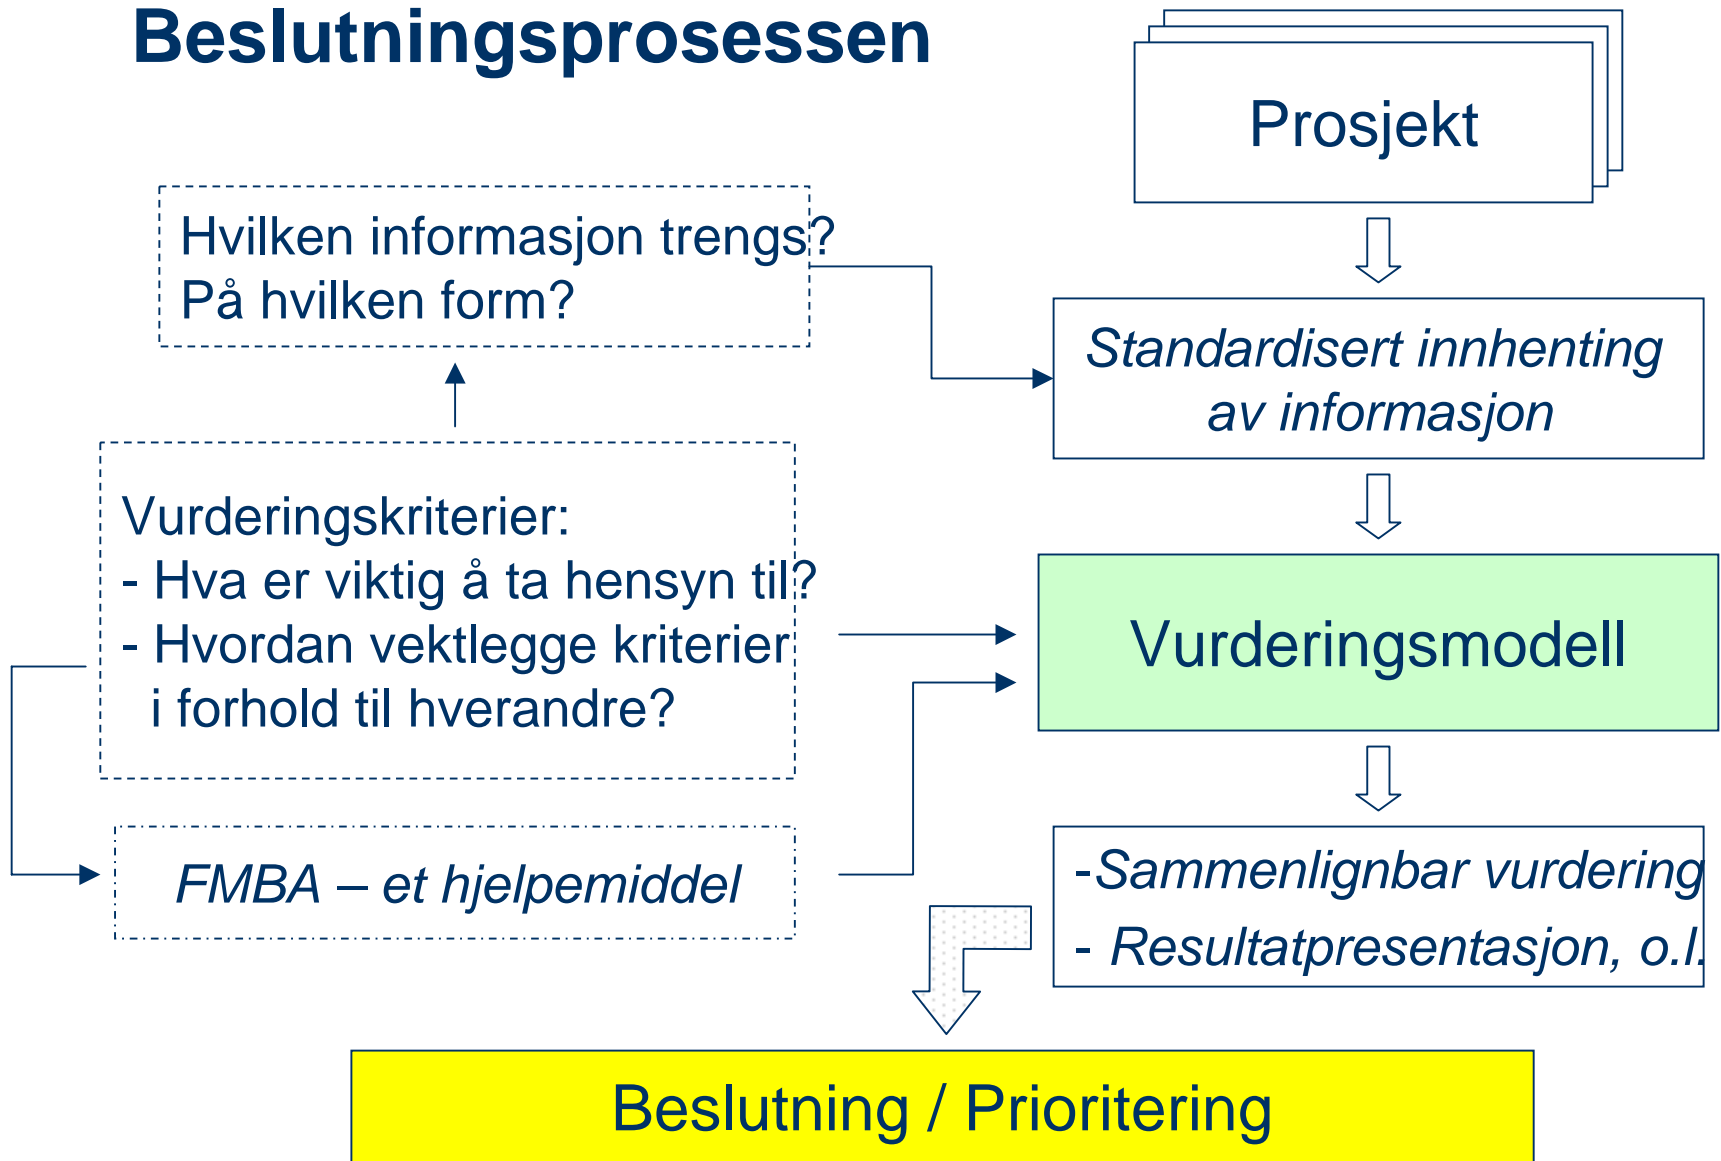 Beslutningsprosessen
Prosjekt
Hvilken informasjon trengs?
På hvilken form?
Standardisert innhenting
av informasjon
Vurderingskriterier:
- Hva er viktig å ta hensyn til?
- Hvordan vektlegge kriterier
i forhold til hverandre?
Vurderingsmodell
FMBA – et hjelpemiddel
-Sammenlignbar vurdering
- Resultatpresentasjon, o.l.
Beslutning / Prioritering